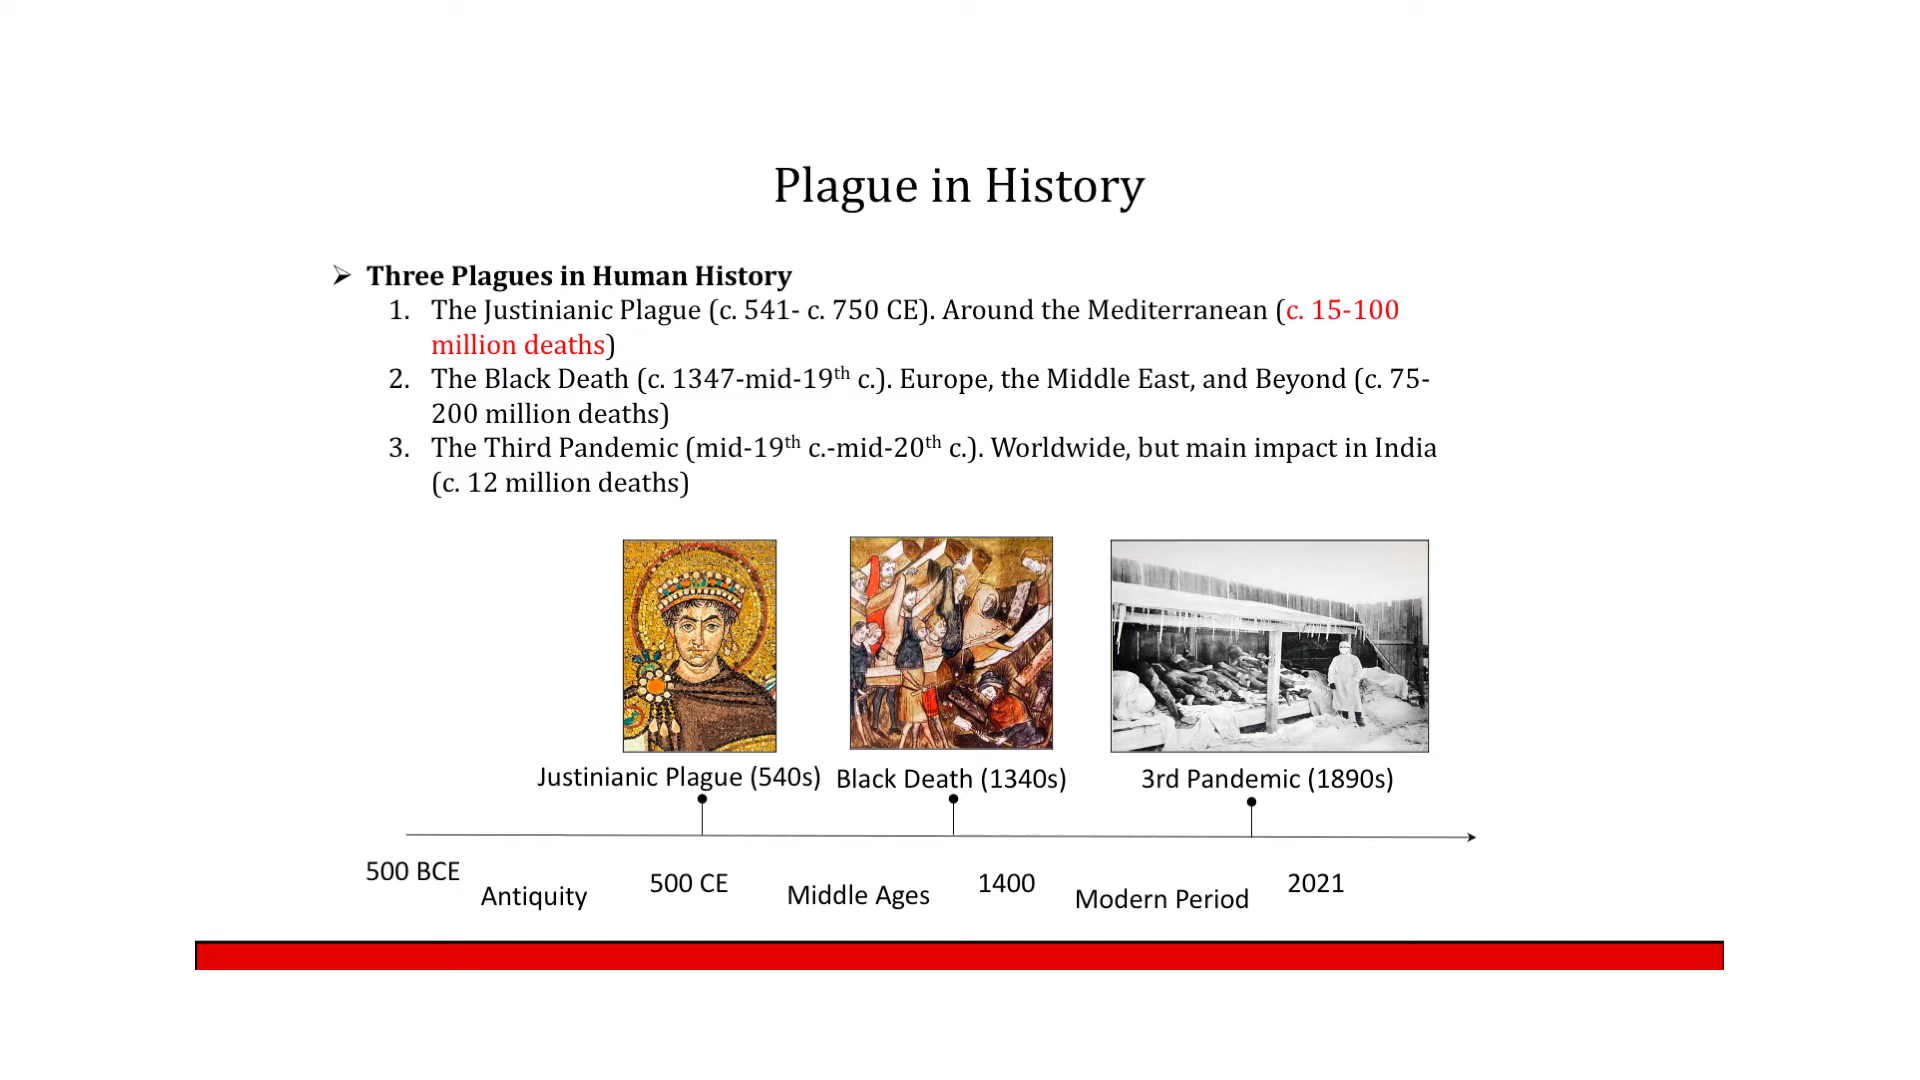 Plague in History
➢ Three Plagues in Human History
1. The Justinianic Plague (c. 541- c. 750 CE). Around the Mediterranean (c. 15-100
million deaths)
2. The Black Death (c. 1347-mid-19th c.). Europe, the Middle East, and Beyond (c. 75-
200 million deaths)
3. The Third Pandemic (mid-19th c.-mid-20th c.). Worldwide, but main impact in India
(c. 12 million deaths)
Justinianic Plague (540s) Black Death (1340s) 3rd Pandemic (1890s)
500 BCE 500 CE 1400 2021
Antiquity Middle Ages Modern Period